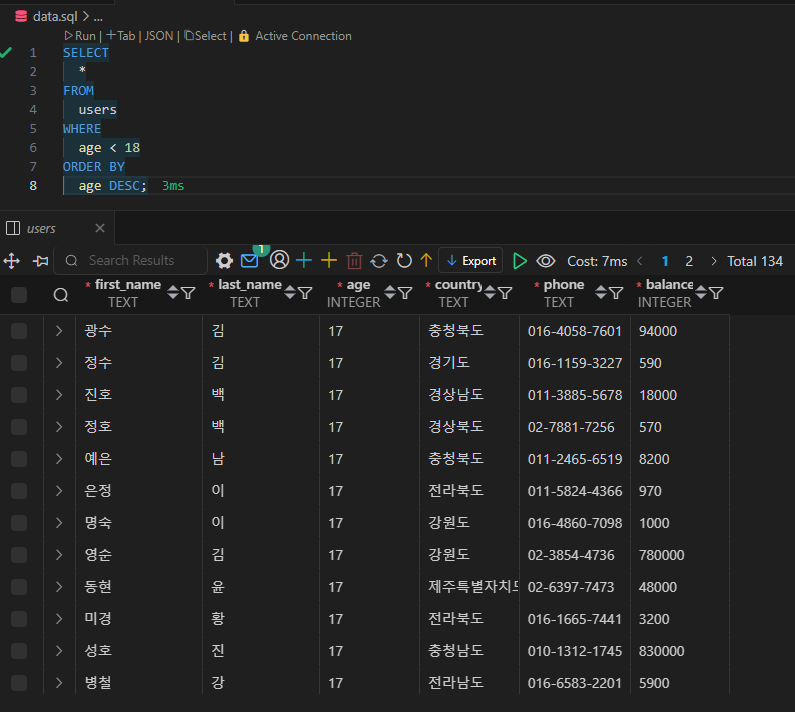 data.sql > ...
Run | +Tab | JSON | Select | Active Connection
1 SELECT
2 *
3 FROM
4 users
5 WHERE
6 age < 18
7 ORDER BY
8 age DESC; 3ms
users
Search Results 1 Export Cost: 7ms < 1 2 > Total 134
* first_name * last_name * age * country * phone * balance
TEXT TEXT INTEGER TEXT TEXT INTEGER
광수 김 17 충청북도 016-4058-7601 94000
정수 김 17 경기도 016-1159-3227 590
진호 백 17 경상남도 011-3885-5678 18000
정호 백 17 경상북도 02-7881-7256 570
예은 남 17 충청북도 011-2465-6519 8200
은정 이 17 전라북도 011-5824-4366 970
명숙 이 17 강원도 016-4860-7098 1000
영순 김 17 강원도 02-3854-4736 780000
동현 윤 17 제주특별자치도 02-6397-7473 48000
미경 황 17 전라북도 016-1665-7441 3200
성호 진 17 충청남도 010-1312-1745 830000
병철 강 17 전라남도 016-6583-2201 5900